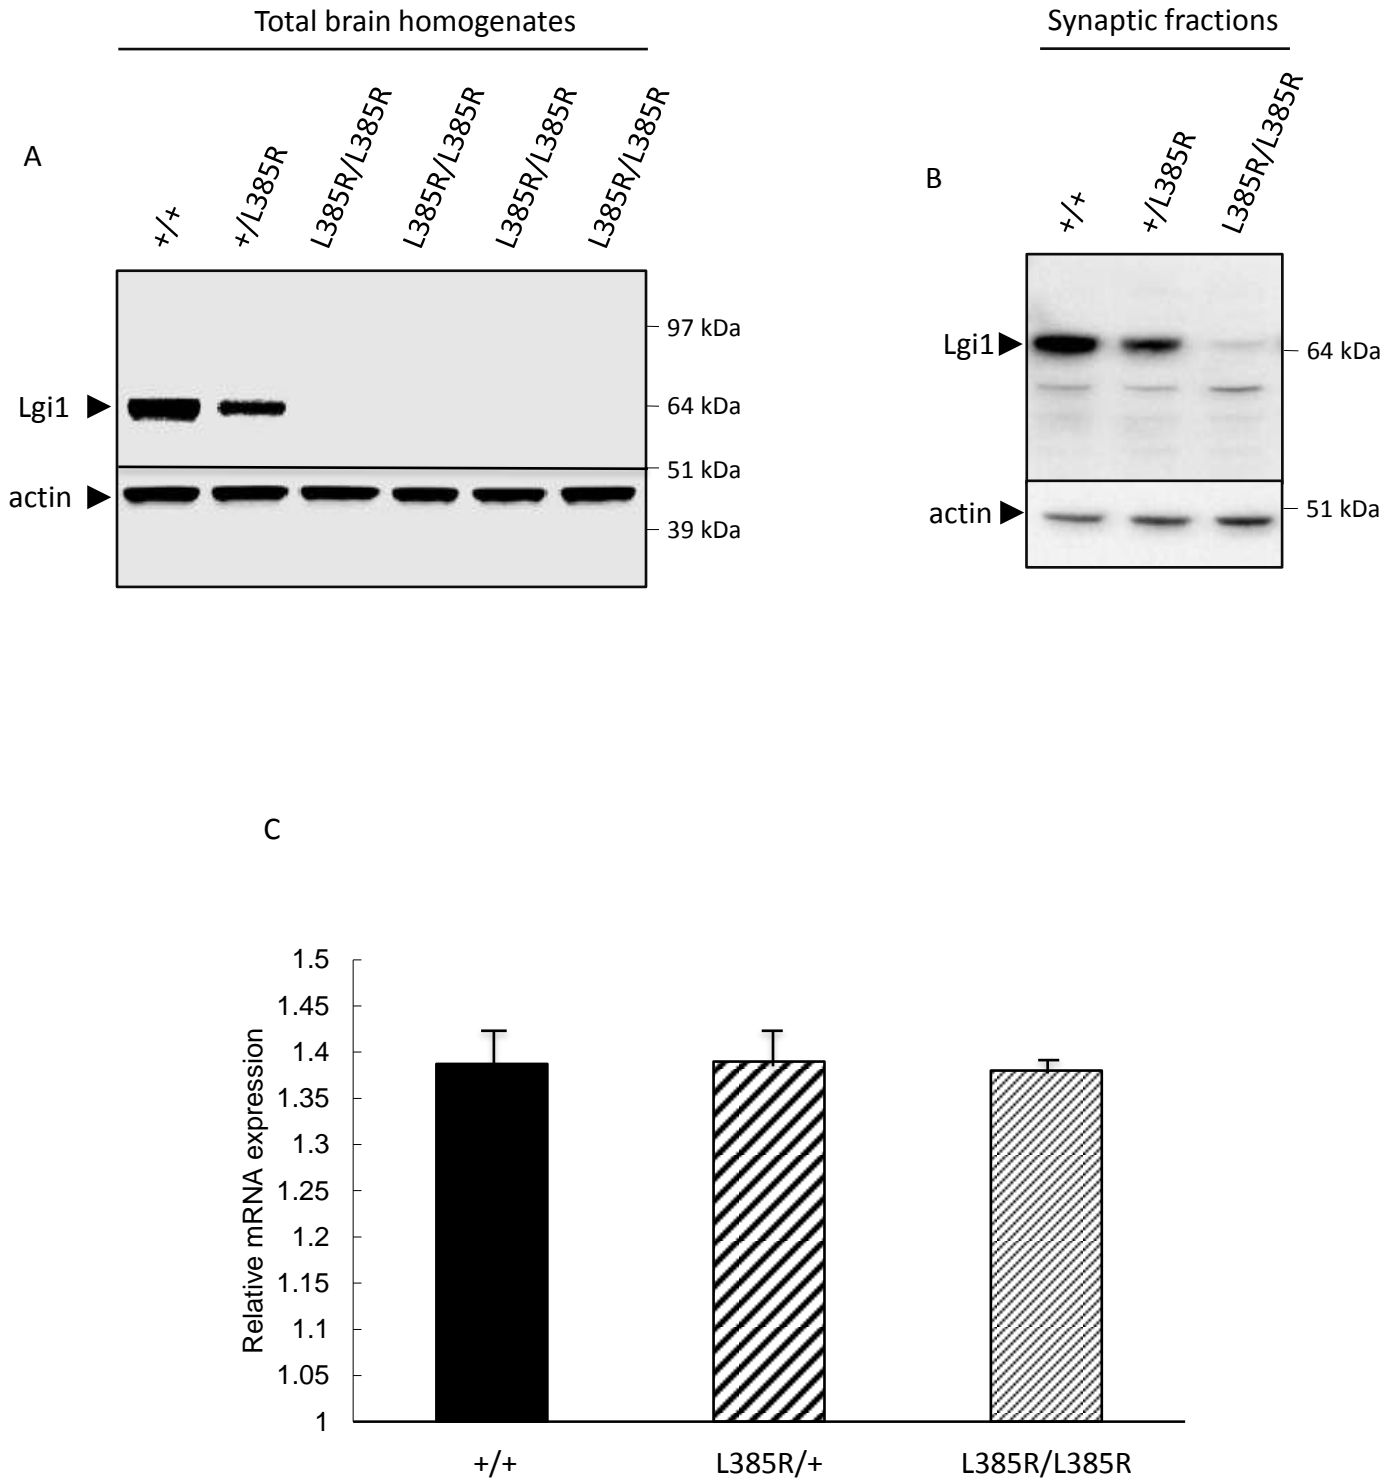 Total brain homogenates
A
+/+
+/L385R
L385R/L385R
L385R/L385R
L385R/L385R
L385R/L385R
Lgi1
actin
97 kDa
64 kDa
51 kDa
39 kDa
Synaptic fractions
B
+/+
+/L385R
L385R/L385R
Lgi1
actin
64 kDa
51 kDa
C
Relative mRNA expression
1.5
1.45
1.4
1.35
1.3
1.25
1.2
1.15
1.1
1.05
1
+/+
L385R/+
L385R/L385R